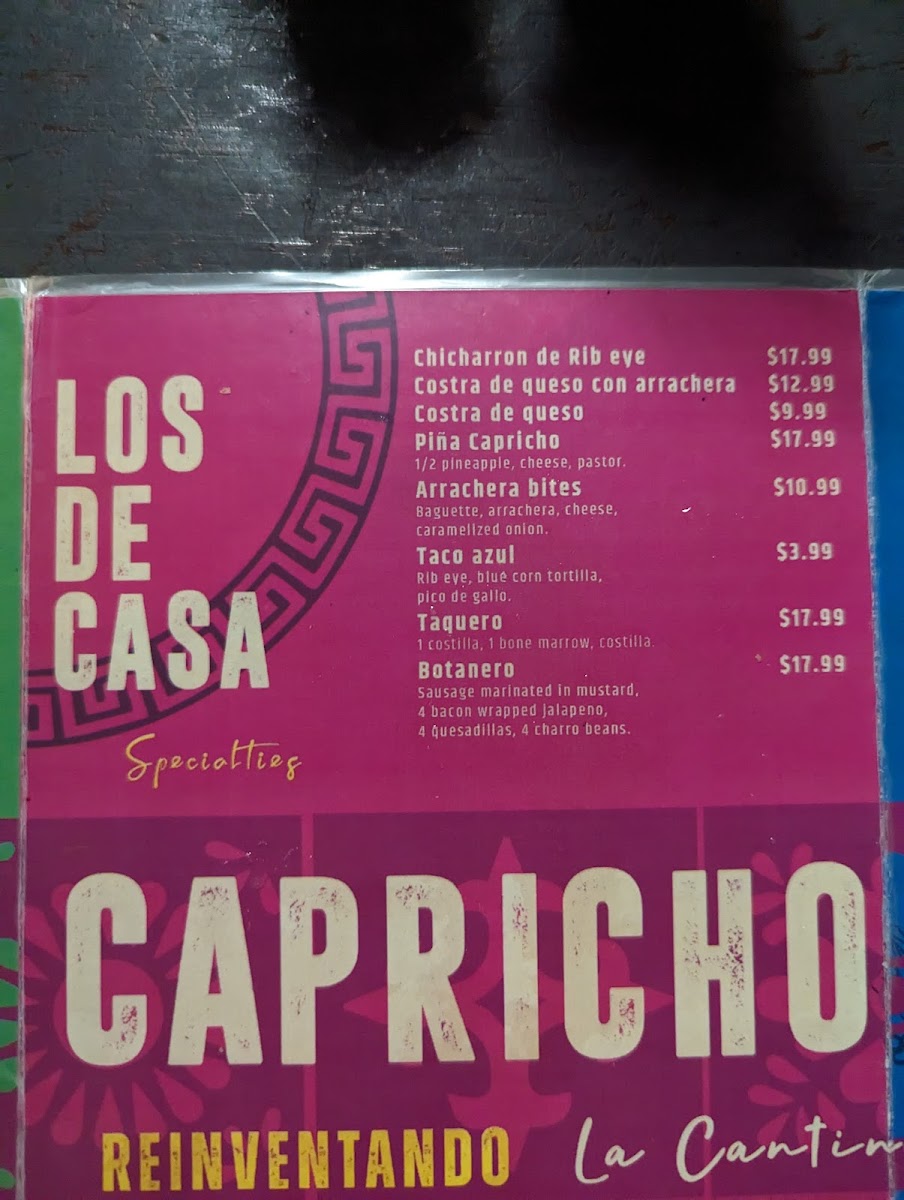 LOS
DE
CASA
Specialties
Chicharron de Rib eye $17.99
Costra de queso con arrachera $12.99
Costra de queso $9.99
Piña Capricho $17.99
1/2 pineapple, cheese, pastor.
Arrachera bites $10.99
Baguette, arrachera, cheese,
caramelized onion.
Taco azul $3.99
Rib eye, blue corn tortilla,
pico de gallo.
Taquero $17.99
1 costilla, 1 bone marrow, costilla.
Botanero $17.99
Sausage marinated in mustard,
4 bacon wrapped jalapeno,
4 quesadillas, 4 charro beans.
CAPRICHO
REINVENTANDO La Cantin